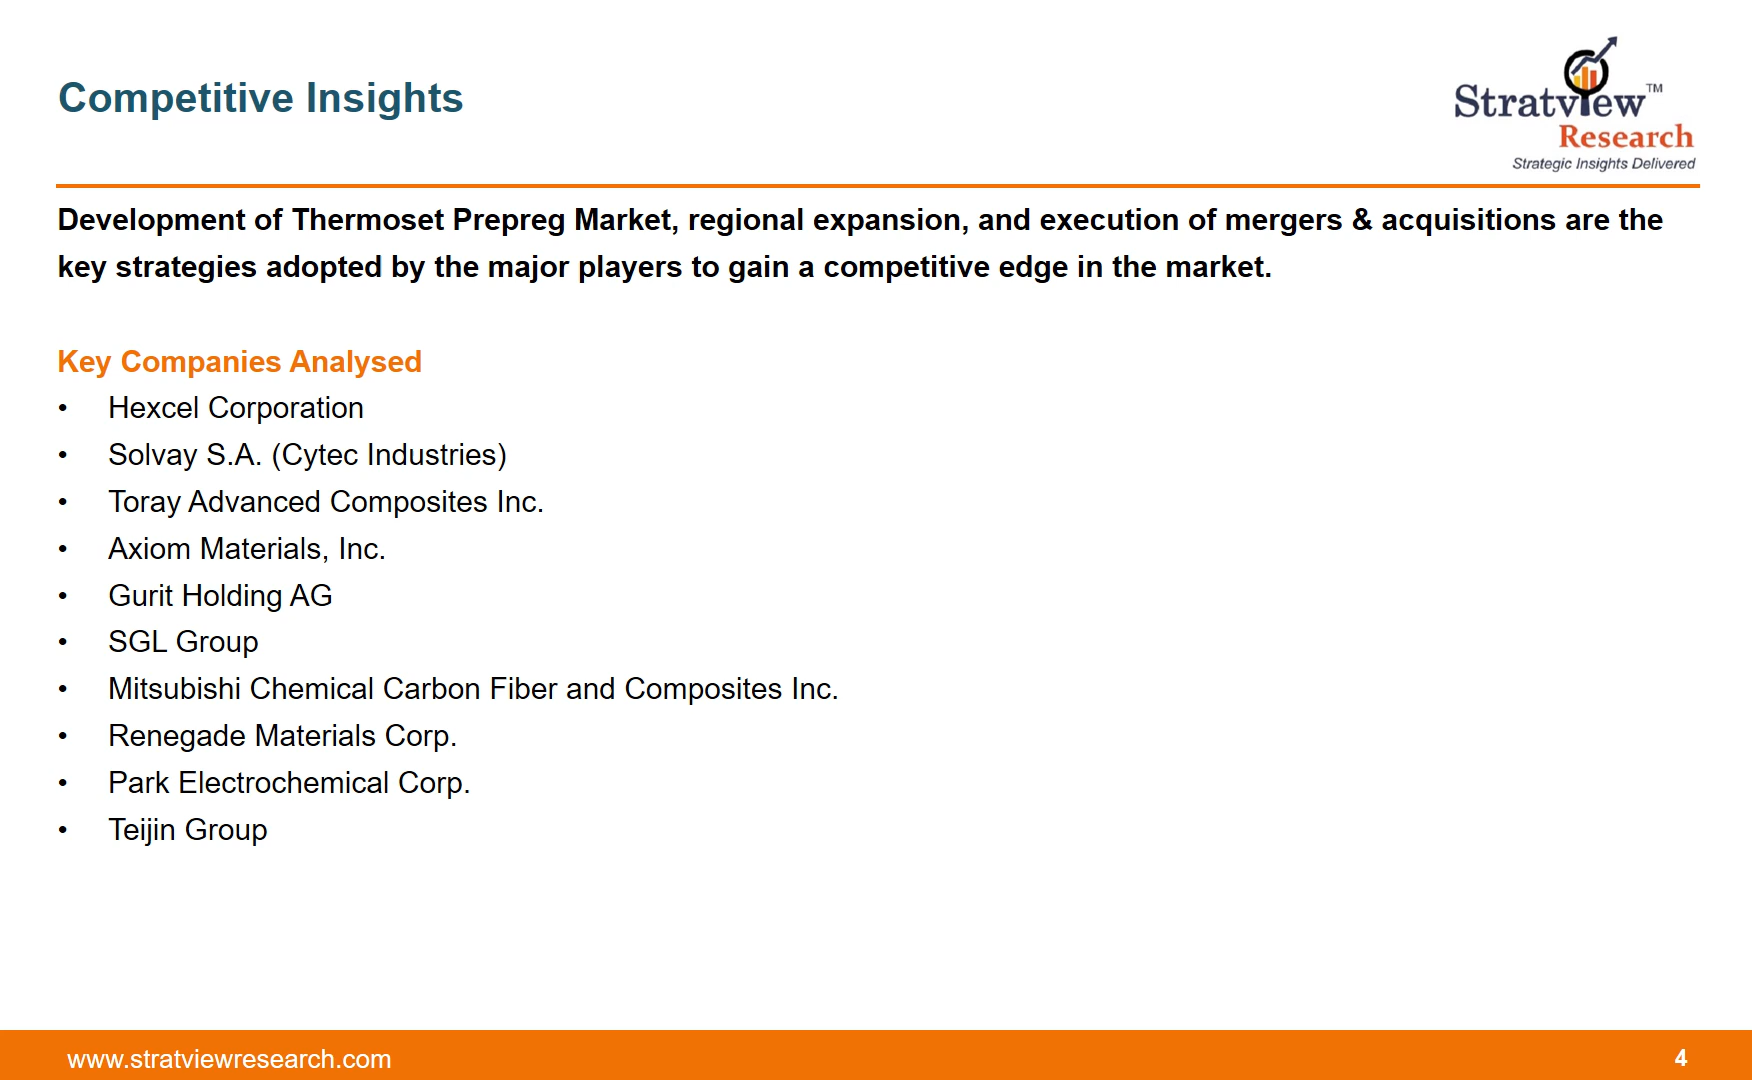 Competitive Insights
Stratview™
Research
Strategic Insights Delivered
Development of Thermoset Prepreg Market, regional expansion, and execution of mergers & acquisitions are the
key strategies adopted by the major players to gain a competitive edge in the market.
Key Companies Analysed
• Hexcel Corporation
• Solvay S.A. (Cytec Industries)
• Toray Advanced Composites Inc.
• Axiom Materials, Inc.
• Gurit Holding AG
• SGL Group
• Mitsubishi Chemical Carbon Fiber and Composites Inc.
• Renegade Materials Corp.
• Park Electrochemical Corp.
• Teijin Group
www.stratviewresearch.com
4